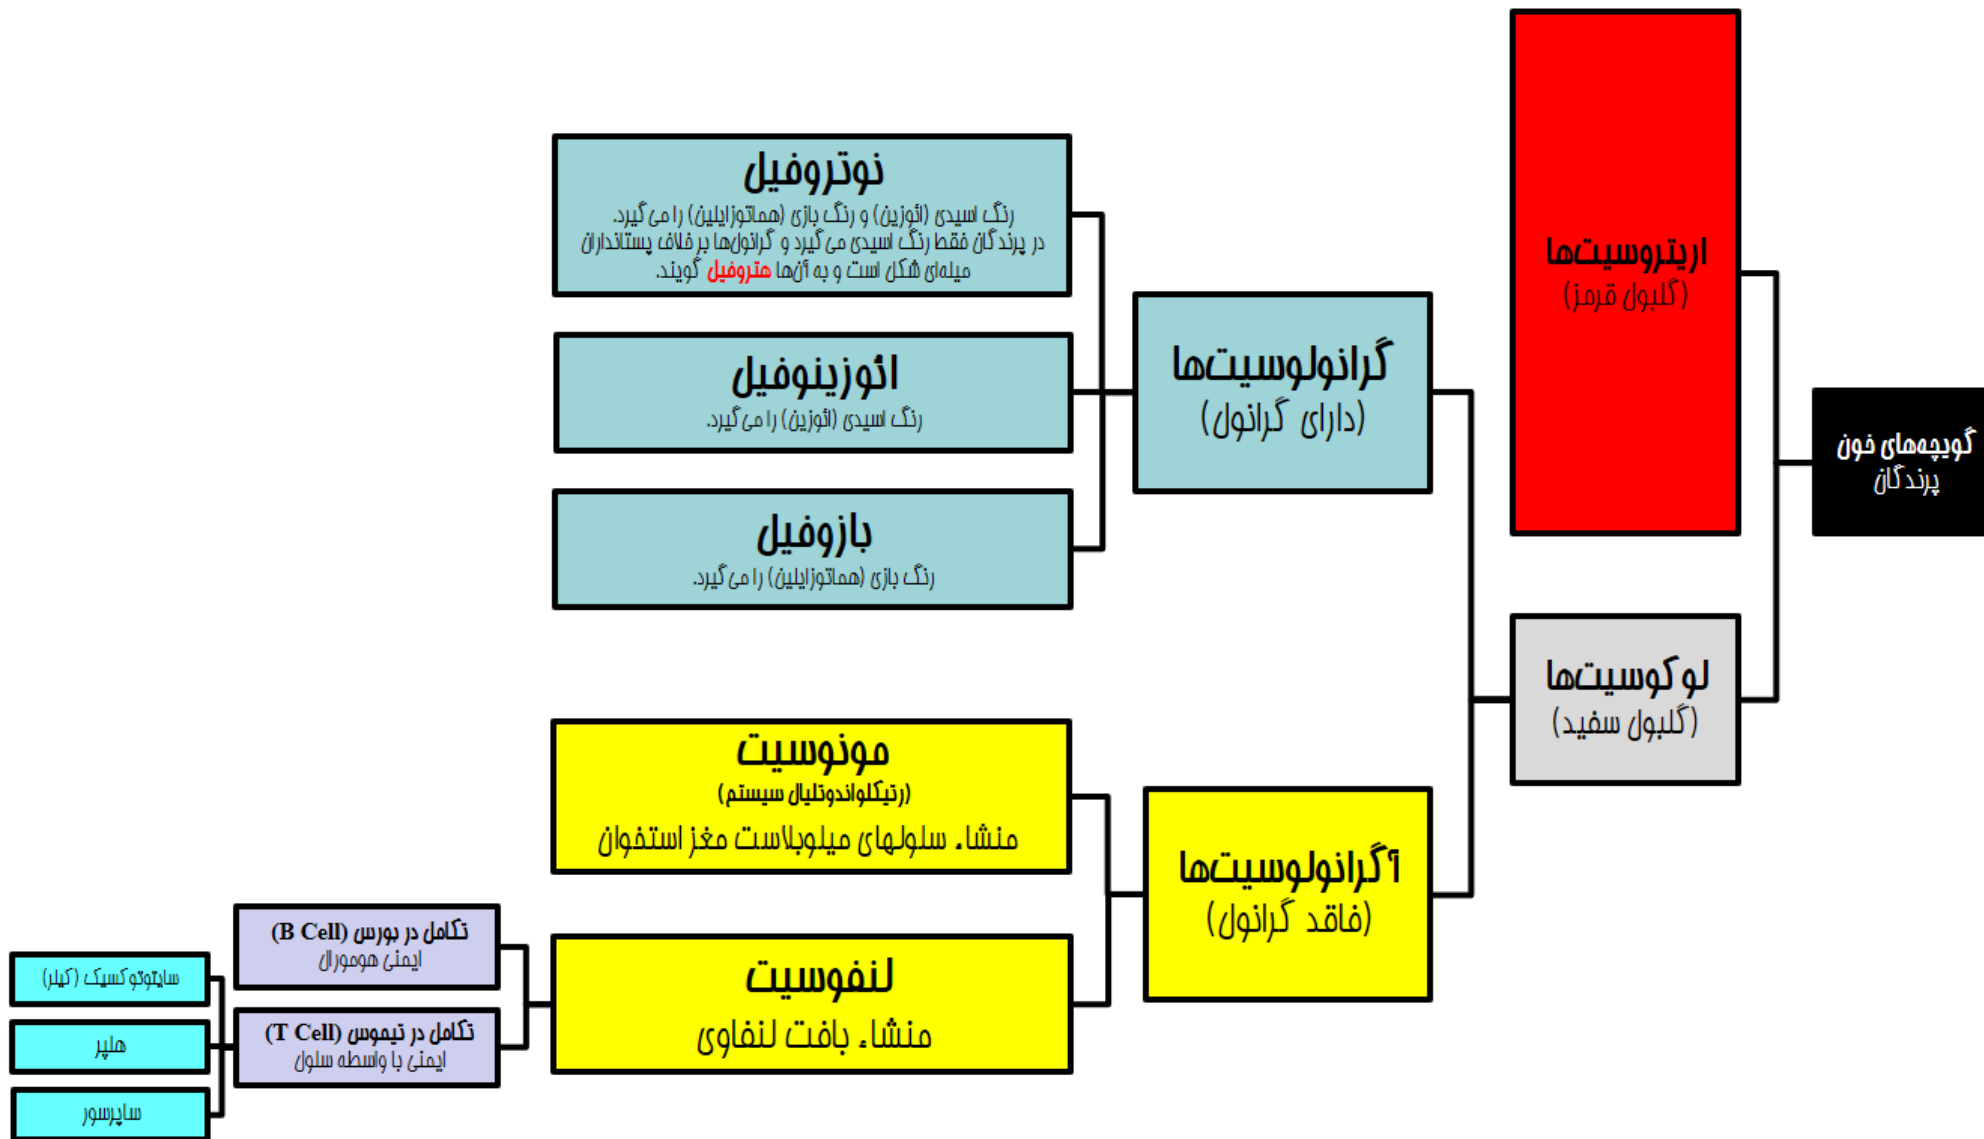 گویچه‌های خون
پرندگان
اریتروسیت‌ها
(گلبول قرمز)
لوکوسیت‌ها
(گلبول سفید)
گرانولوسیت‌ها
(دارای گرانول)
نوتروفیل
رنگ اسیدی (ائوزین) و رنگ بازی (هماتوزایلین) را می‌گیرد.
در پرندگان فقط رنگ اسیدی می‌گیرد و گرانول‌ها برخلاف پستانداران
میله‌ای شکل است و به آن‌ها هتروفیل گویند.
ائوزینوفیل
رنگ اسیدی (ائوزین) را می‌گیرد.
بازوفیل
رنگ بازی (هماتوزایلین) را می‌گیرد.
آگرانولوسیت‌ها
(فاقد گرانول)
مونوسیت
(رتیکلواندوتلیال سیستم)
منشاء سلولهای میلوبلاست مغز استخوان
لنفوسیت
منشاء بافت لنفاوی
تکامل در بورس (B Cell)
ایمنی هومورال
تکامل در تیموس (T Cell)
ایمنی با واسطه سلول
سایتوتوکسیک (کیلر)
هلپر
ساپرسور